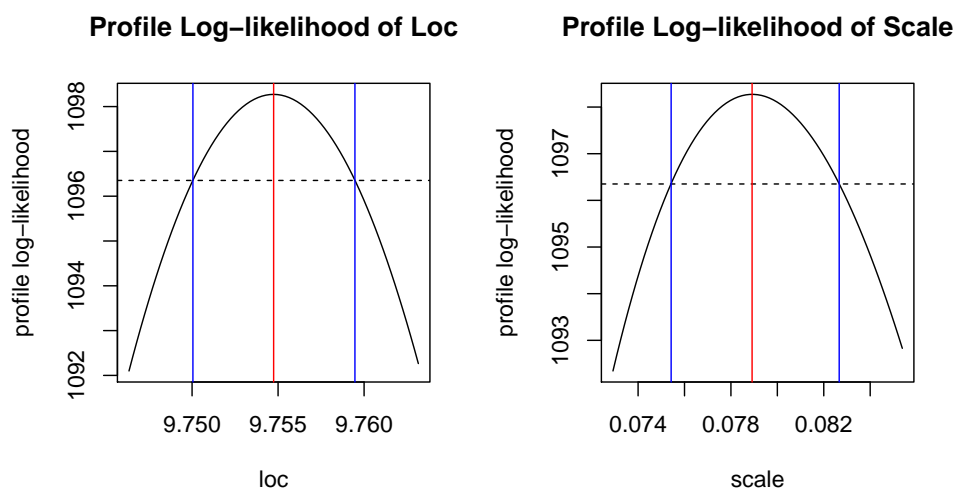 Profile Log−likelihood of Loc
profile log−likelihood
1098
1096
1094
1092
9.750 9.755 9.760
loc
Profile Log−likelihood of Scale
profile log−likelihood
1097
1095
1093
0.074 0.078 0.082
scale